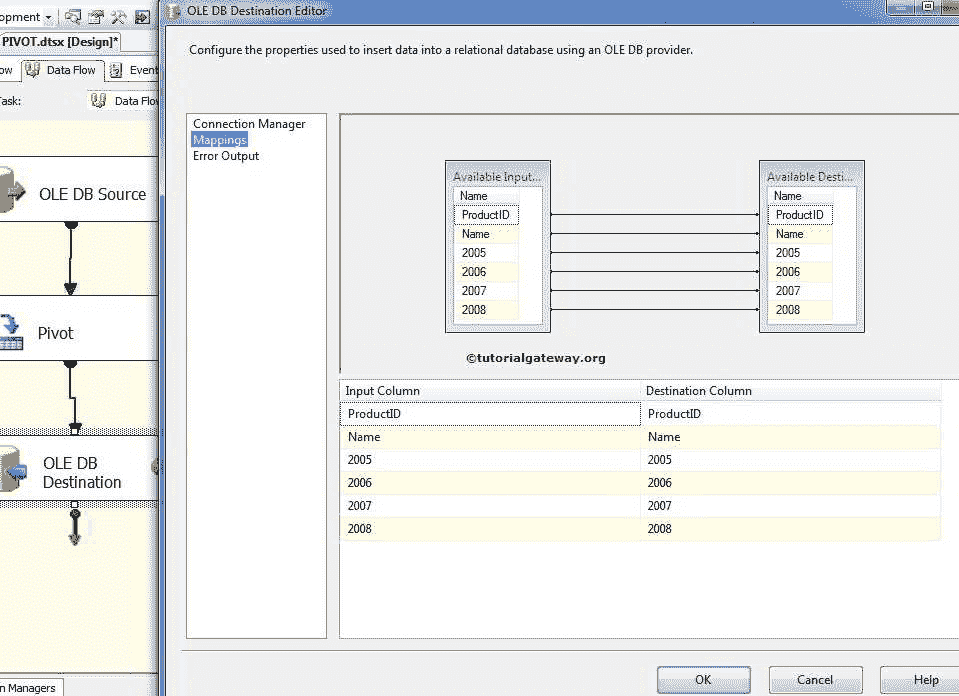 OLE DB Destination Editor
opment
PIVOT.dtsx [Design]*
Configure the properties used to insert data into a relational database using an OLE DB provider.
ow
Data Flow
Event
ask:
Data Flo
Connection Manager
Mappings
Error Output
Available Input...
Name
ProductID
Name
2005
2006
2007
2008
Available Desti...
Name
ProductID
Name
2005
2006
2007
2008
OLE DB Source
Pivot
OLE DB
Destination
©tutorialgateway.org
Input Column Destination Column
ProductID ProductID
Name Name
2005 2005
2006 2006
2007 2007
2008 2008
n Managers
OK Cancel Help